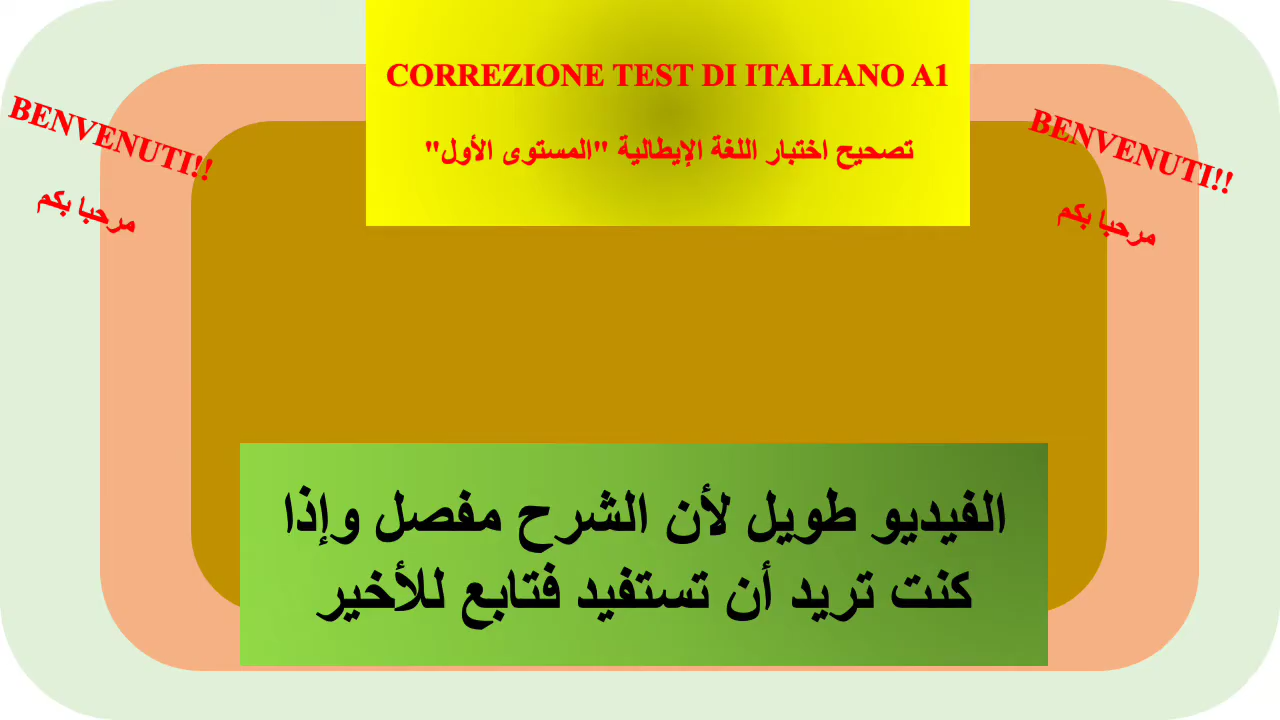 CORREZIONE TEST DI ITALIANO A1
تصحيح اختبار اللغة الإيطالية "المستوى الأول"
BENVENUTI!!
مرحبا بكم
BENVENUTI!!
مرحبا بكم
الفيديو طويل لأن الشرح مفصل وإذا
كنت تريد أن تستفيد فتابع للأخير